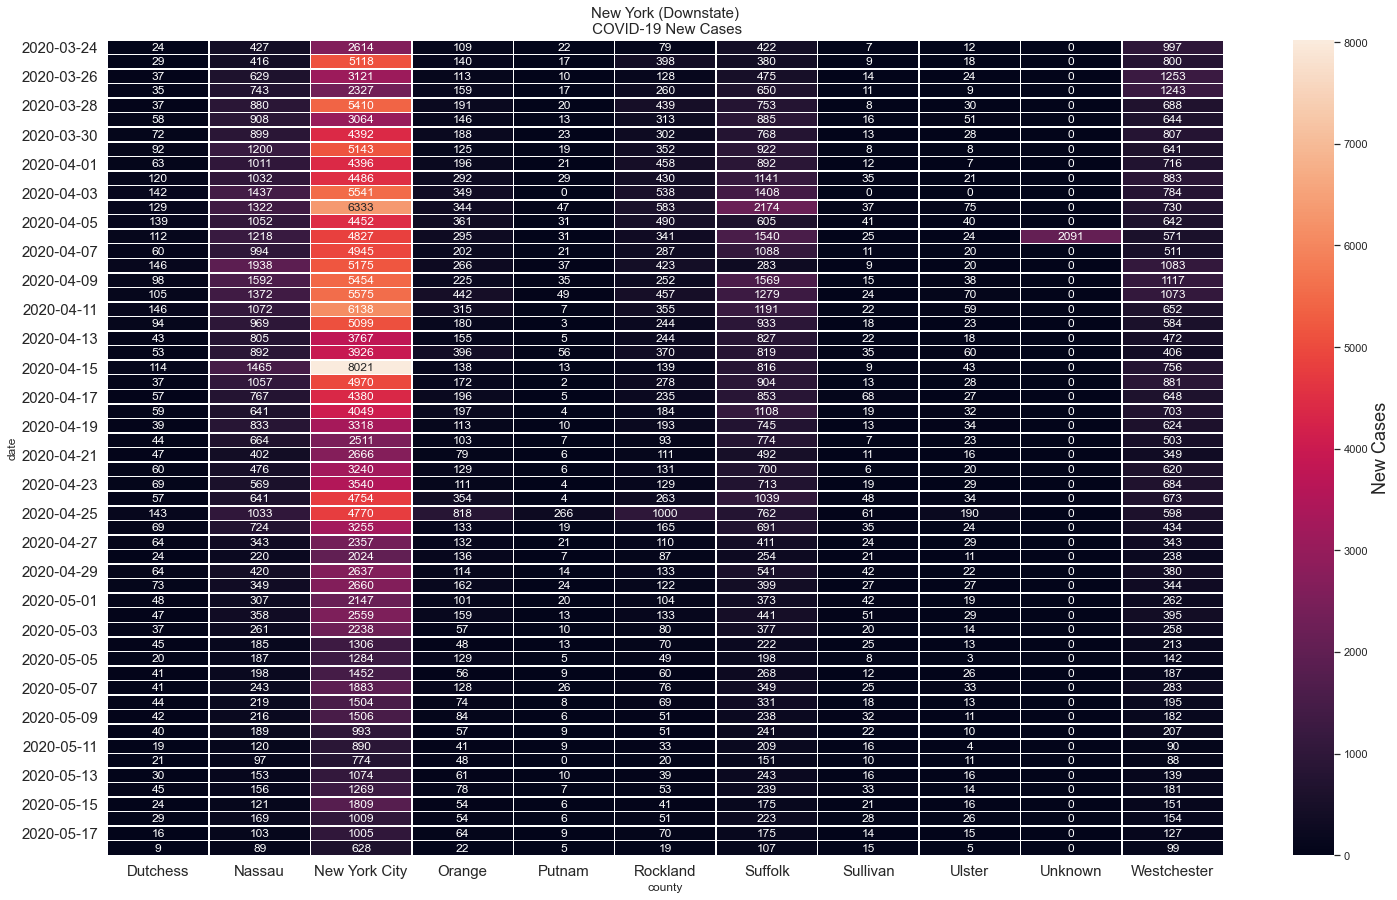 New York (Downstate)
COVID-19 New Cases
2020-03-24 24 427 2614 109 22 79 422 7 12 0 997
29 416 5118 140 17 398 380 9 18 0 800
2020-03-26 37 629 3121 113 10 128 475 14 24 0 1253
35 743 2327 159 17 260 650 11 9 0 1243
2020-03-28 37 880 5410 191 20 439 753 8 30 0 688
58 908 3064 146 13 313 885 16 51 0 644
2020-03-30 72 899 4392 188 23 302 768 13 28 0 807
92 1200 5143 125 19 352 922 8 8 0 641
2020-04-01 63 1011 4396 196 21 458 892 12 7 0 716
120 1032 4486 292 29 430 1141 35 21 0 883
2020-04-03 142 1437 5541 349 0 538 1408 0 0 0 784
129 1322 6333 344 47 583 2174 37 75 0 730
2020-04-05 139 1052 4452 361 31 490 605 41 40 0 642
112 1218 4827 295 31 341 1540 25 24 2091 571
2020-04-07 60 994 4945 202 21 287 1088 11 20 0 511
146 1938 5175 266 37 423 283 9 20 0 1083
2020-04-09 98 1592 5454 225 35 252 1569 15 38 0 1117
105 1372 5575 442 49 457 1279 24 70 0 1073
2020-04-11 146 1072 6138 315 7 355 1191 22 59 0 652
94 969 5099 180 3 244 933 18 23 0 584
2020-04-13 43 805 3767 155 5 244 827 22 18 0 472
53 892 3926 396 56 370 819 35 60 0 406
2020-04-15 114 1465 8021 138 13 139 816 9 43 0 756
37 1057 4970 172 2 278 904 13 28 0 881
2020-04-17 57 767 4380 196 5 235 853 68 27 0 648
59 641 4049 197 4 184 1108 19 32 0 703
2020-04-19 39 833 3318 113 10 193 745 13 34 0 624
44 664 2511 103 7 93 774 7 23 0 503
2020-04-21 47 402 2666 79 6 111 492 11 16 0 349
60 476 3240 129 6 131 700 6 20 0 620
2020-04-23 69 569 3540 111 4 129 713 19 29 0 684
57 641 4754 354 4 263 1039 48 34 0 673
2020-04-25 143 1033 4770 818 266 1000 762 61 190 0 598
69 724 3255 133 19 165 691 35 24 0 434
2020-04-27 64 343 2357 132 21 110 411 24 29 0 343
24 220 2024 136 7 87 254 21 11 0 238
2020-04-29 64 420 2637 114 14 133 541 42 22 0 380
73 349 2660 162 24 122 399 27 27 0 344
2020-05-01 48 307 2147 101 20 104 373 42 19 0 262
47 358 2559 159 13 133 441 51 29 0 395
2020-05-03 37 261 2238 57 10 80 377 20 14 0 258
45 185 1306 48 13 70 222 25 13 0 213
2020-05-05 20 187 1284 129 5 49 198 8 3 0 142
41 198 1452 56 9 60 268 12 26 0 187
2020-05-07 41 243 1883 128 26 76 349 25 33 0 283
44 219 1504 74 8 69 331 18 13 0 195
2020-05-09 42 216 1506 84 6 51 238 32 11 0 182
40 189 993 57 9 51 241 22 10 0 207
2020-05-11 19 120 890 41 9 33 209 16 4 0 90
21 97 774 48 0 20 151 10 11 0 88
2020-05-13 30 153 1074 61 10 39 243 16 16 0 139
45 156 1269 78 7 53 239 33 14 0 181
2020-05-15 24 121 1809 54 6 41 175 21 16 0 151
29 169 1009 54 6 51 223 28 26 0 154
2020-05-17 16 103 1005 64 9 70 175 14 15 0 127
9 89 628 22 5 19 107 15 5 0 99
Dutchess Nassau New York City Orange Putnam Rockland Suffolk Sullivan Ulster Unknown Westchester
county
date
8000
7000
6000
5000
4000
3000
2000
1000
0
New Cases